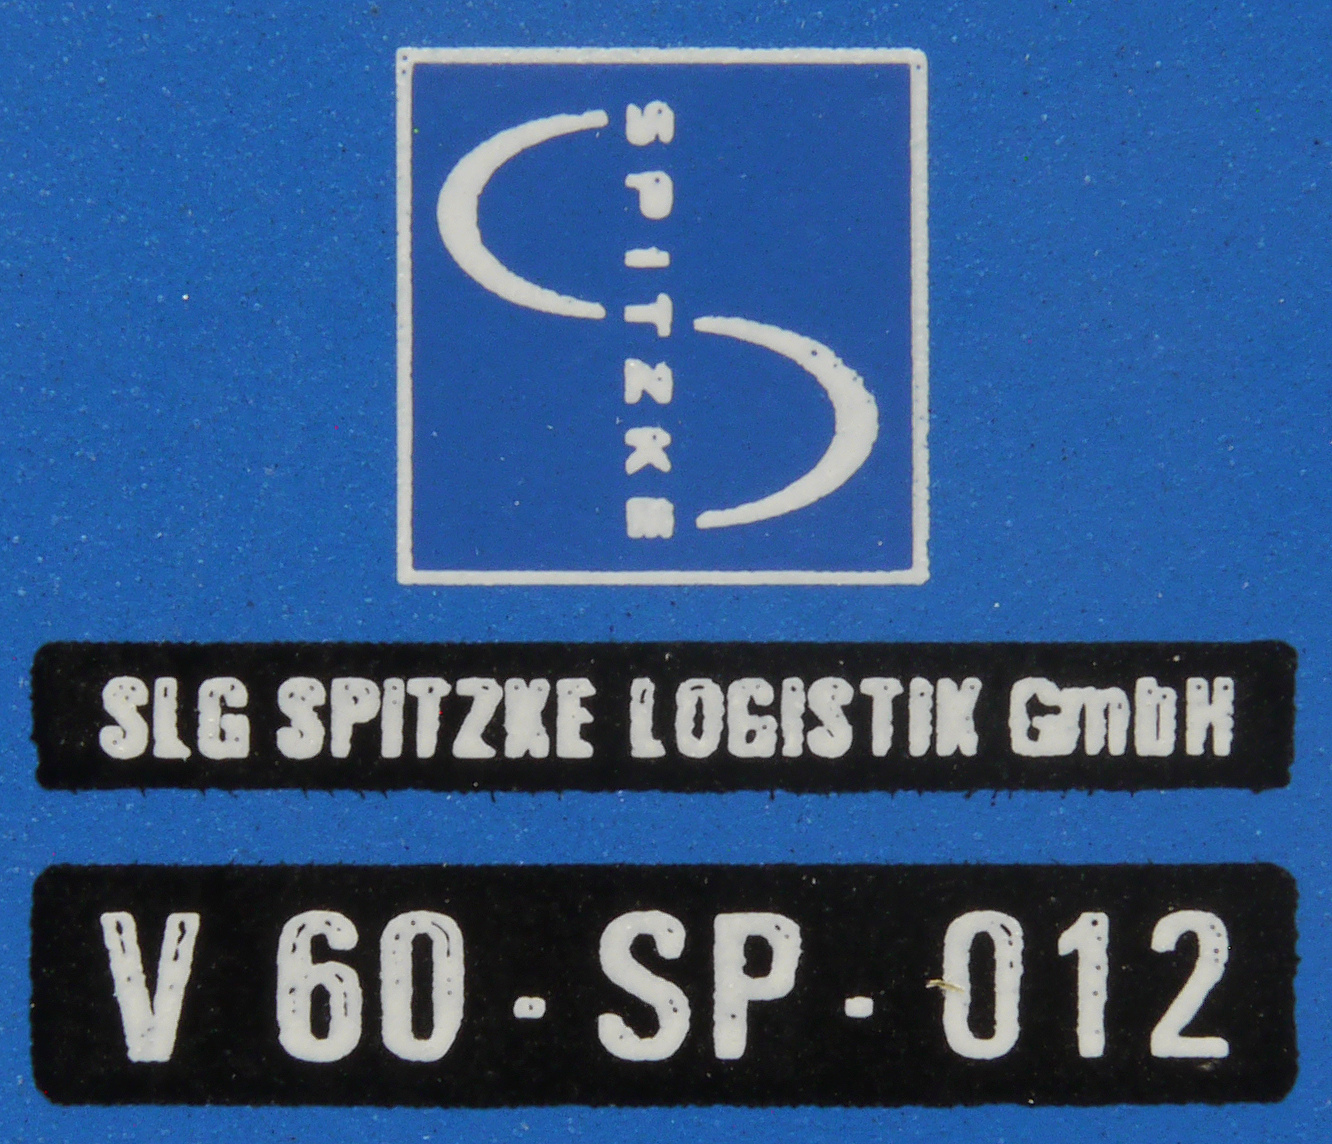 SPITZKE
SLG SPITZKE LOGISTIK GmbH
V 60 - SP - 012